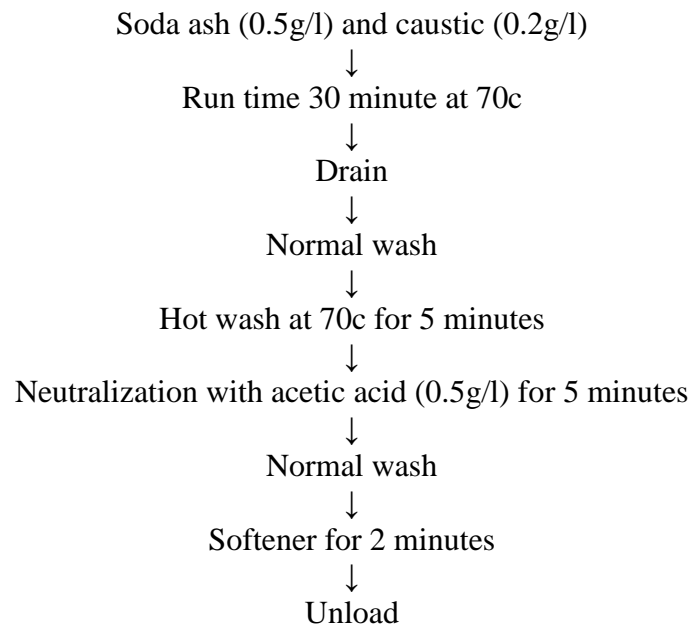 Soda ash (0.5g/l) and caustic (0.2g/l)
↓
Run time 30 minute at 70c
↓
Drain
↓
Normal wash
↓
Hot wash at 70c for 5 minutes
↓
Neutralization with acetic acid (0.5g/l) for 5 minutes
↓
Normal wash
↓
Softener for 2 minutes
↓
Unload